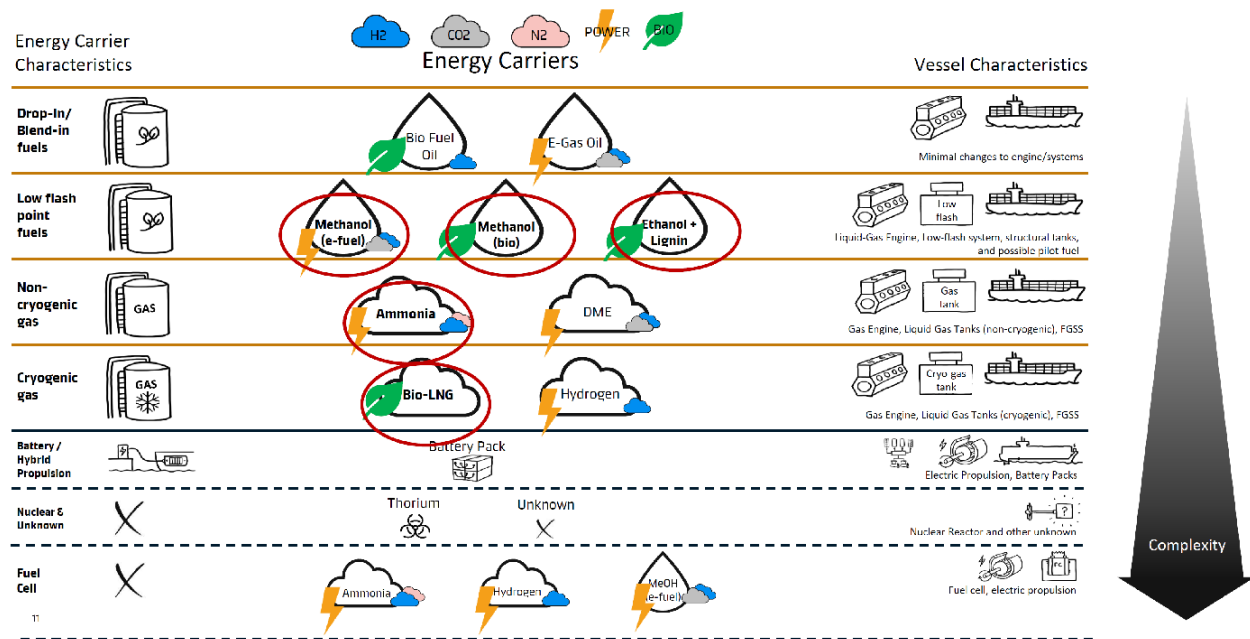 H2
CO2
N2
POWER
BIO
Energy Carrier
Characteristics
Energy Carriers
Vessel Characteristics
Drop-In/
Blend-in
fuels
Bio Fuel
Oil
E-Gas Oil
Minimal changes to engine/systems
Low flash
point
fuels
Methanol
(e-fuel)
Methanol
(bio)
Ethanol +
Lignin
Low
flash
Liquid-Gas Engine, Low-flash system, structural tanks,
and possible pilot fuel
Non-
cryogenic
gas
GAS
Ammonia
DME
Gas
tank
Gas Engine, Liquid Gas Tanks (non-cryogenic), FGSS
Cryogenic
gas
GAS
Bio-LNG
Hydrogen
Cryo gas
tank
Gas Engine, Liquid Gas Tanks (cryogenic), FGSS
Battery /
Hybrid
Propulsion
Battery Pack
Electric Propulsion, Battery Packs
Nuclear &
Unknown
Thorium
Unknown
?
Nuclear Reactor and other unknown
Complexity
Fuel
Cell
Ammonia
Hydrogen
MeOH
(e-fuel)
FC
Fuel cell, electric propulsion
11